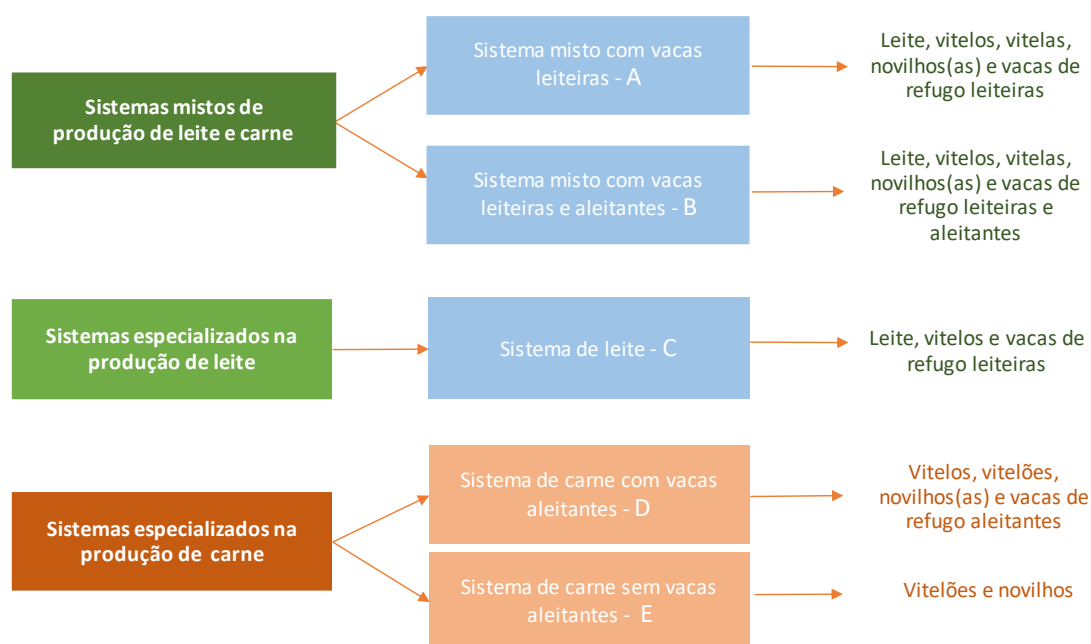 Sistemas mistos de
produção de leite e carne
Sistema misto com vacas
leiteiras - A
Leite, vitelos, vitelas,
novilhos(as) e vacas de
refugo leiteiras
Sistema misto com vacas
leiteiras e aleitantes - B
Leite, vitelos, vitelas,
novilhos(as) e vacas de
refugo leiteiras e
aleitantes
Sistemas especializados na
produção de leite
Sistema de leite - C
Leite, vitelos e vacas de
refugo leiteiras
Sistemas especializados na
produção de carne
Sistema de carne com vacas
aleitantes - D
Vitelos, vitelões,
novilhos(as) e vacas de
refugo aleitantes
Sistema de carne sem vacas
aleitantes - E
Vitelões e novilhos